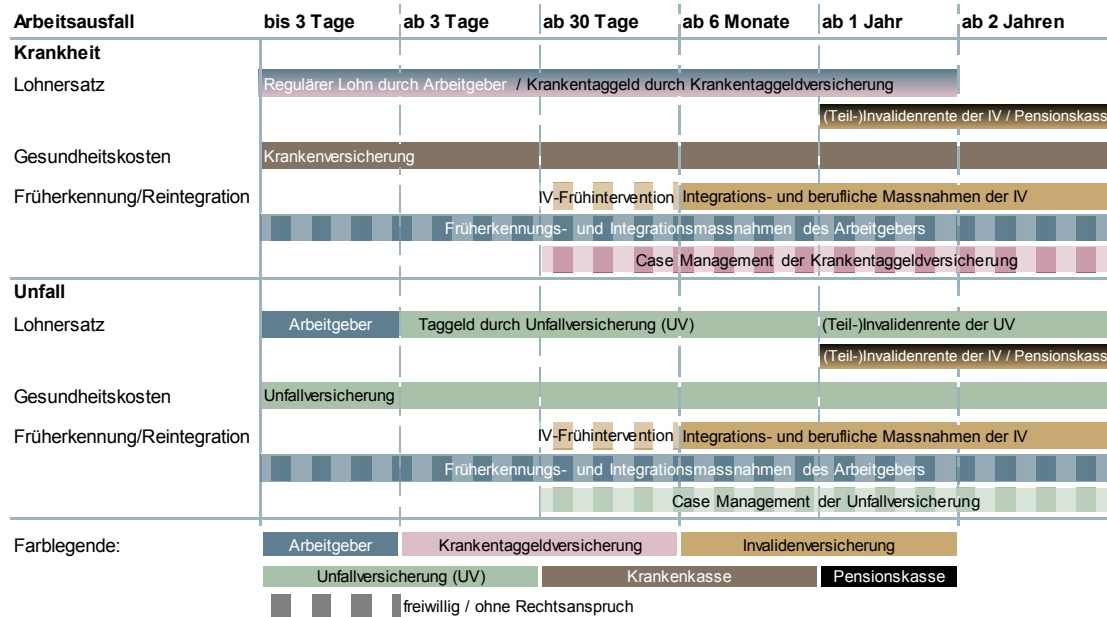 Arbeitsausfall bis 3 Tage ab 3 Tage ab 30 Tage ab 6 Monate ab 1 Jahr ab 2 Jahren
Krankheit
Lohnersatz Regulärer Lohn durch Arbeitgeber / Krankentaggeld durch Krankentaggeldversicherung
(Teil-)Invalidenrente der IV / Pensionskass
Gesundheitskosten Krankenversicherung
Früherkennung/Reintegration IV-Frühintervention Integrations- und berufliche Massnahmen der IV
Früherkennungs- und Integrationsmassnahmen des Arbeitgebers
Case Management der Krankentaggeldversicherung
Unfall
Lohnersatz Arbeitgeber Taggeld durch Unfallversicherung (UV) (Teil-)Invalidenrente der UV
(Teil-)Invalidenrente der IV / Pensionskass
Gesundheitskosten Unfallversicherung
Früherkennung/Reintegration IV-Frühintervention Integrations- und berufliche Massnahmen der IV
Früherkennungs- und Integrationsmassnahmen des Arbeitgebers
Case Management der Unfallversicherung
Farblegende: Arbeitgeber Krankentaggeldversicherung Invalidenversicherung
Unfallversicherung (UV) Krankenkasse Pensionskasse
freiwillig / ohne Rechtsanspruch